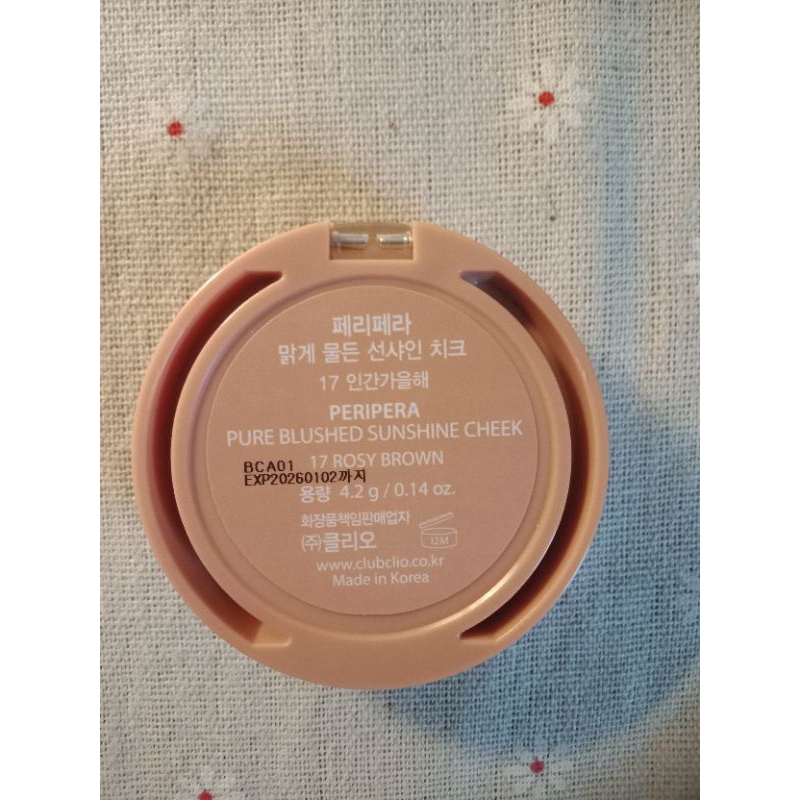 페리페라
맑게 물든 선샤인 치크
17 인간가을해
PERIPERA
PURE BLUSHED SUNSHINE CHEEK
17 ROSY BROWN
BCA01
EXP20260102까지
용량 4.2 g / 0.14 oz.
화장품책임판매업자
㈜클리오
12M
www.clubclio.co.kr
Made in Korea